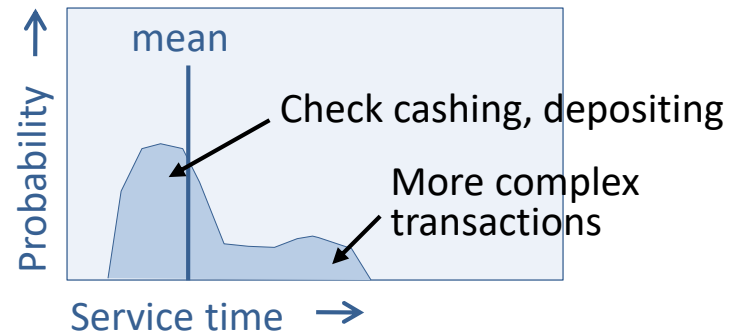 mean
Check cashing, depositing
More complex
transactions
Probability
Service time